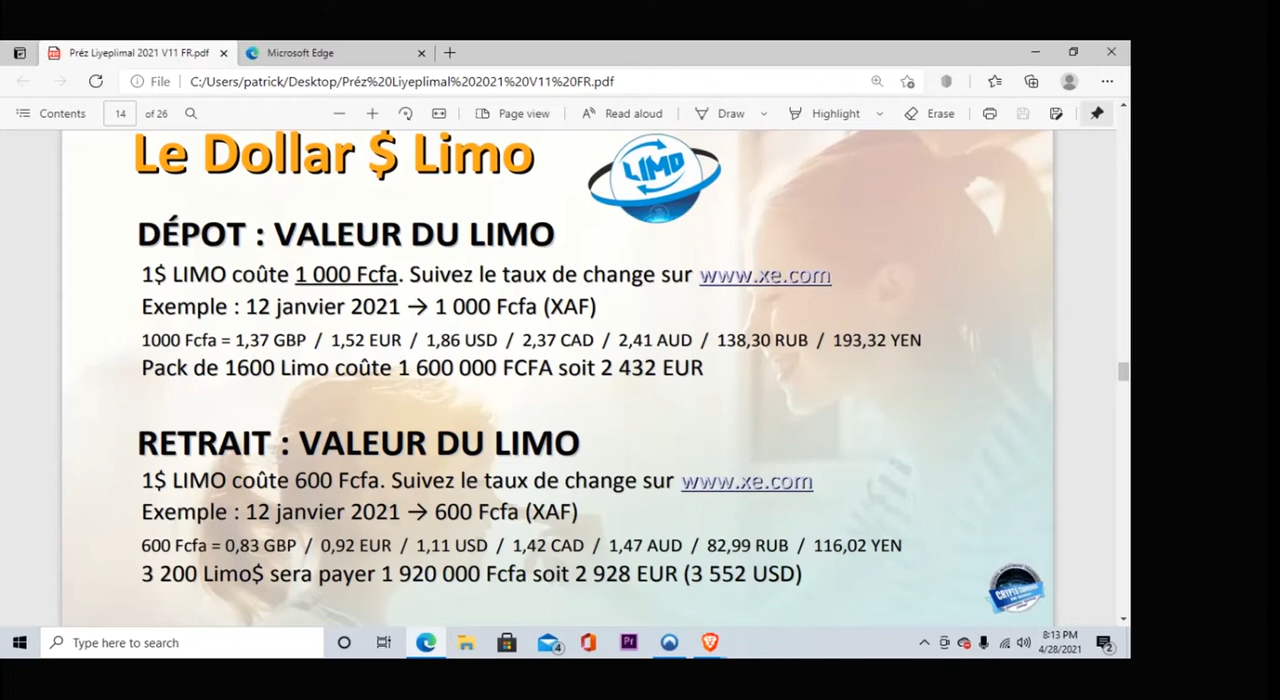 Préz Liyeplimal 2021 V11 FR.pdf
Microsoft Edge
File
C:/Users/patrick/Desktop/Préz%20Liyeplimal%202021%20V11%20FR.pdf
Contents
14
of 26
Page view
Read aloud
Draw
Highlight
Erase
Le Dollar $ Limo
LIMO
DÉPOT : VALEUR DU LIMO
1$ LIMO coûte 1 000 Fcfa. Suivez le taux de change sur www.xe.com
Exemple : 12 janvier 2021 → 1 000 Fcfa (XAF)
1000 Fcfa = 1,37 GBP / 1,52 EUR / 1,86 USD / 2,37 CAD / 2,41 AUD / 138,30 RUB / 193,32 YEN
Pack de 1600 Limo coûte 1 600 000 FCFA soit 2 432 EUR
RETRAIT : VALEUR DU LIMO
1$ LIMO coûte 600 Fcfa. Suivez le taux de change sur www.xe.com
Exemple : 12 janvier 2021 → 600 Fcfa (XAF)
600 Fcfa = 0,83 GBP / 0,92 EUR / 1,11 USD / 1,42 CAD / 1,47 AUD / 82,99 RUB / 116,02 YEN
3 200 Limo$ sera payer 1 920 000 Fcfa soit 2 928 EUR (3 552 USD)
Type here to search
4
Pr
8:13 PM
4/28/2021
2